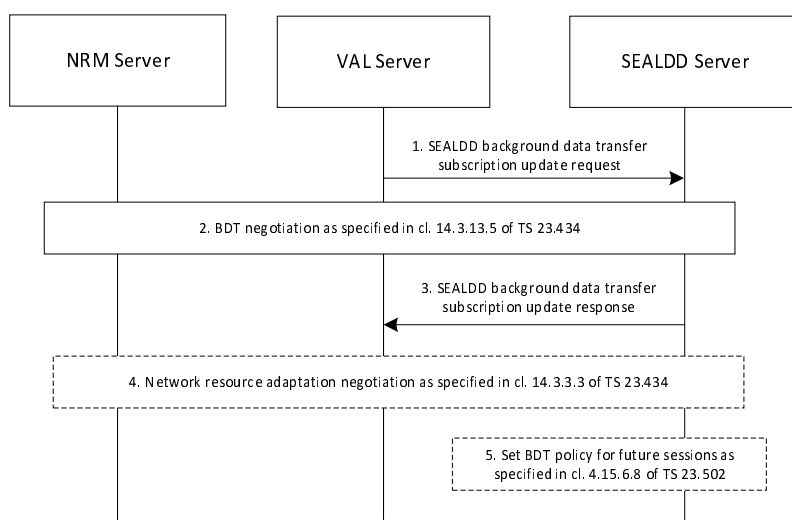 NRM Server
VAL Server
SEALDD Server
1. SEALDD background data transfer
subscription update request
2. BDT negotiation as specified in cl. 14.3.13.5 of TS 23.434
3. SEALDD background data transfer
subscription update response
4. Network resource adaptation negotiation as specified in cl. 14.3.3.3 of TS 23.434
5. Set BDT policy for future sessions as
specified in cl. 4.15.6.8 of TS 23.502